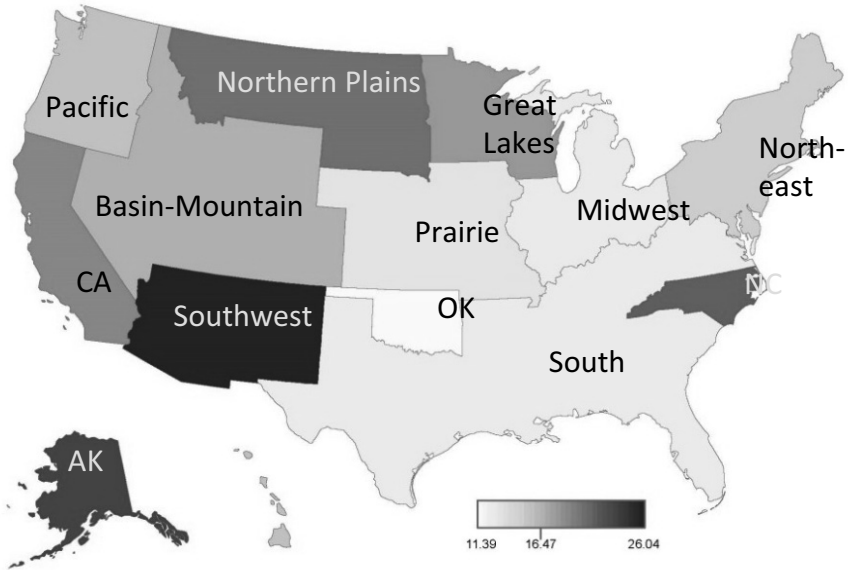 Northern Plains
Pacific
Great
Lakes
North-
east
Basin-Mountain
Midwest
Prairie
CA
NC
Southwest
OK
South
AK
11.39 16.47 26.04